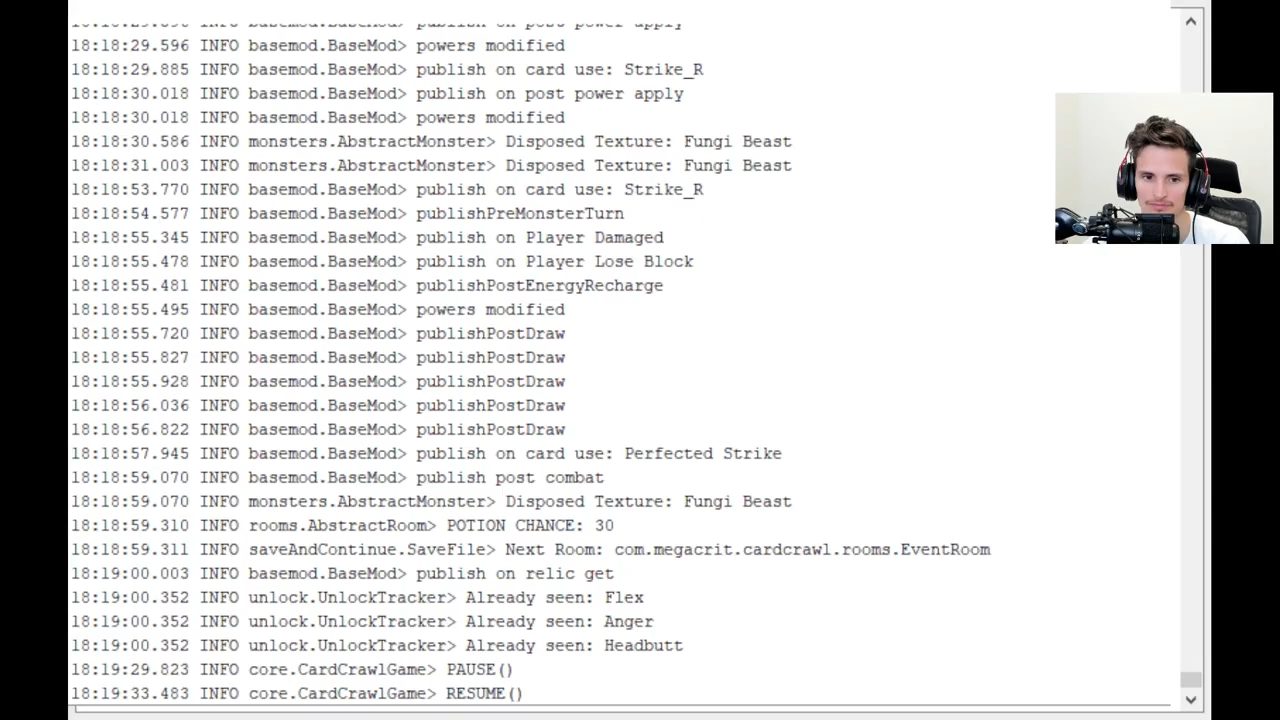 18:18:29.596 INFO basemod.BaseMod> powers modified
18:18:29.885 INFO basemod.BaseMod> publish on card use: Strike_R
18:18:30.018 INFO basemod.BaseMod> publish on post power apply
18:18:30.018 INFO basemod.BaseMod> powers modified
18:18:30.586 INFO monsters.AbstractMonster> Disposed Texture: Fungi Beast
18:18:31.003 INFO monsters.AbstractMonster> Disposed Texture: Fungi Beast
18:18:53.770 INFO basemod.BaseMod> publish on card use: Strike_R
18:18:54.577 INFO basemod.BaseMod> publishPreMonsterTurn
18:18:55.345 INFO basemod.BaseMod> publish on Player Damaged
18:18:55.478 INFO basemod.BaseMod> publish on Player Lose Block
18:18:55.481 INFO basemod.BaseMod> publishPostEnergyRecharge
18:18:55.495 INFO basemod.BaseMod> powers modified
18:18:55.720 INFO basemod.BaseMod> publishPostDraw
18:18:55.827 INFO basemod.BaseMod> publishPostDraw
18:18:55.928 INFO basemod.BaseMod> publishPostDraw
18:18:56.036 INFO basemod.BaseMod> publishPostDraw
18:18:56.822 INFO basemod.BaseMod> publishPostDraw
18:18:57.945 INFO basemod.BaseMod> publish on card use: Perfected Strike
18:18:59.070 INFO basemod.BaseMod> publish post combat
18:18:59.070 INFO monsters.AbstractMonster> Disposed Texture: Fungi Beast
18:18:59.310 INFO rooms.AbstractRoom> POTION CHANCE: 30
18:18:59.311 INFO saveAndContinue.SaveFile> Next Room: com.megacrit.cardcrawl.rooms.EventRoom
18:19:00.003 INFO basemod.BaseMod> publish on relic get
18:19:00.352 INFO unlock.UnlockTracker> Already seen: Flex
18:19:00.352 INFO unlock.UnlockTracker> Already seen: Anger
18:19:00.352 INFO unlock.UnlockTracker> Already seen: Headbutt
18:19:29.823 INFO core.CardCrawlGame> PAUSE()
18:19:33.483 INFO core.CardCrawlGame> RESUME()